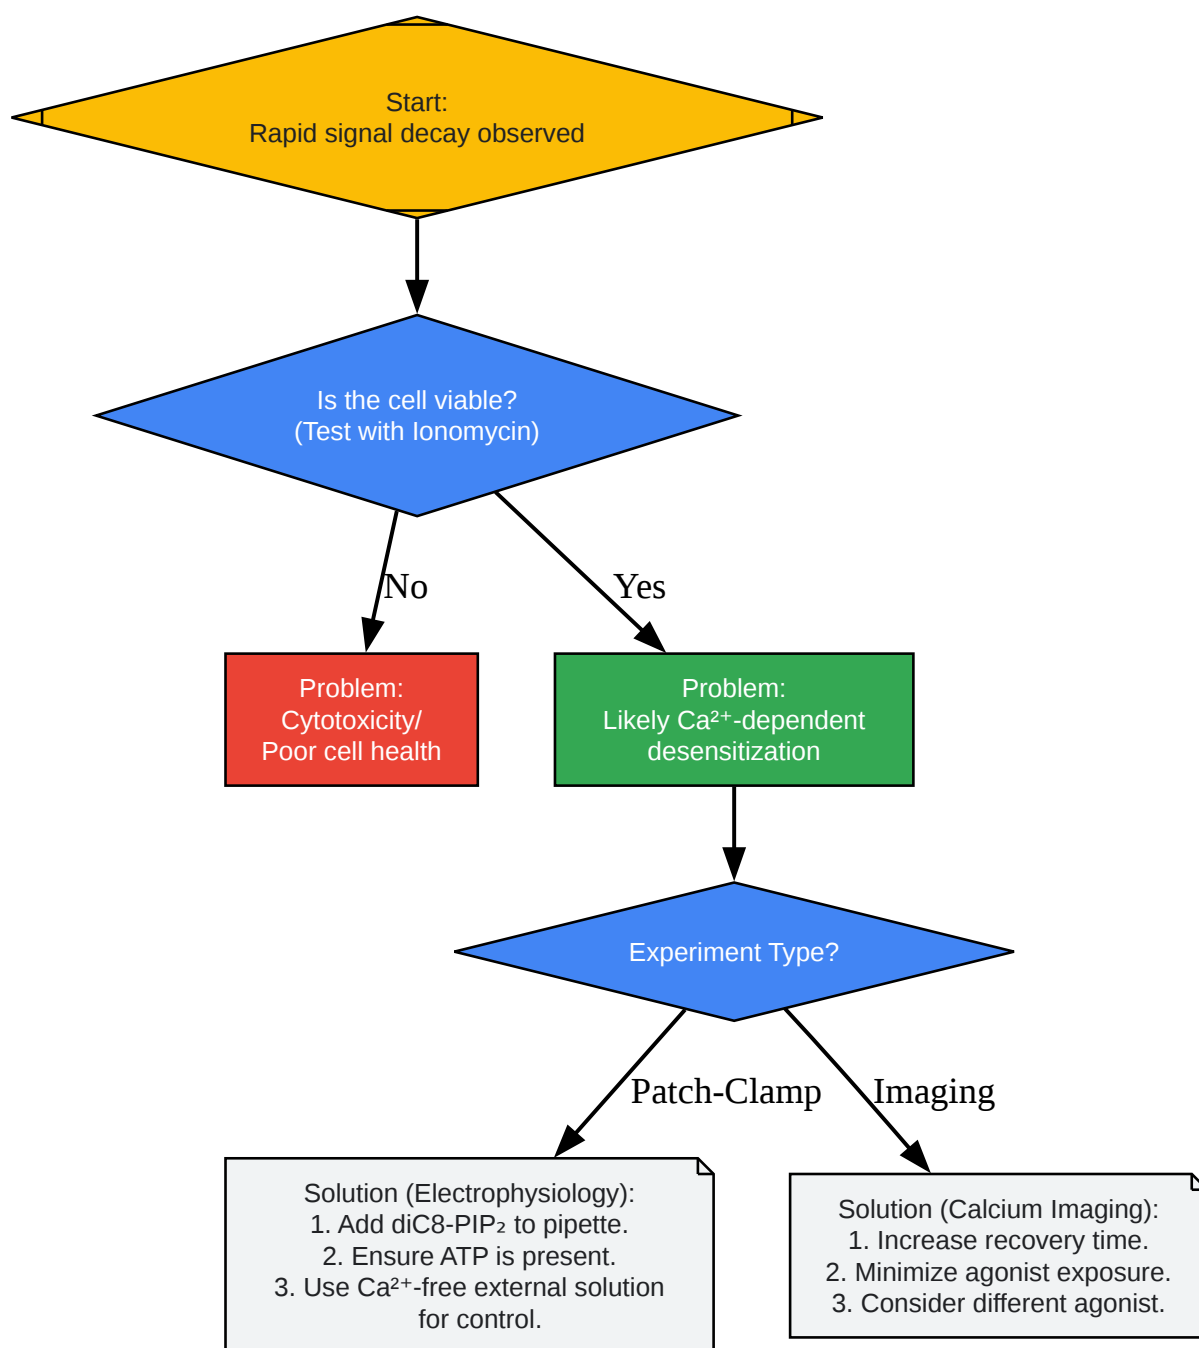 Start:
Rapid signal decay observed
Is the cell viable?
(Test with Ionomycin)
No
Yes
Problem:
Cytotoxicity/
Poor cell health
Problem:
Likely Ca²⁺-dependent
desensitization
Experiment Type?
Patch-Clamp
Imaging
Solution (Electrophysiology):
1. Add diC8-PIP₂ to pipette.
2. Ensure ATP is present.
3. Use Ca²⁺-free external solution
for control.
Solution (Calcium Imaging):
1. Increase recovery time.
2. Minimize agonist exposure.
3. Consider different agonist.